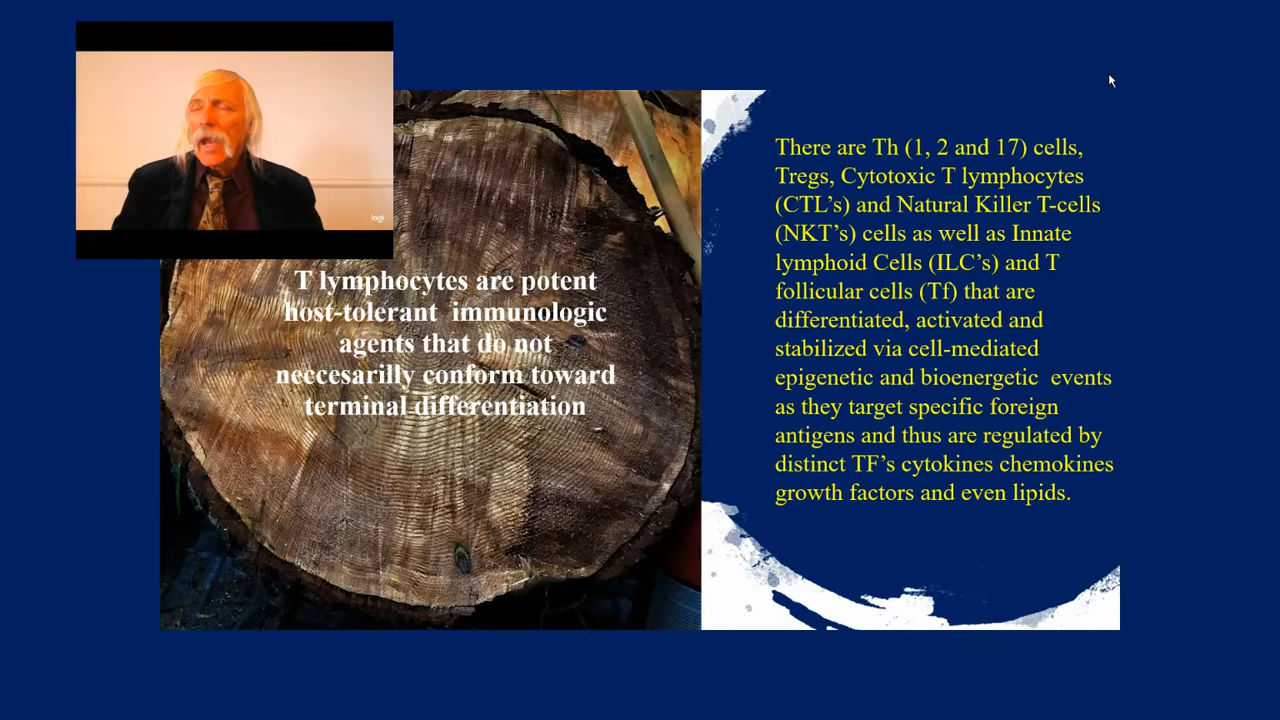 logi
T lymphocytes are potent
host-tolerant immunologic
agents that do not
neccesarilly conform toward
terminal differentiation
There are Th (1, 2 and 17) cells,
Tregs, Cytotoxic T lymphocytes
(CTL's) and Natural Killer T-cells
(NKT's) cells as well as Innate
lymphoid Cells (ILC's) and T
follicular cells (Tf) that are
differentiated, activated and
stabilized via cell-mediated
epigenetic and bioenergetic events
as they target specific foreign
antigens and thus are regulated by
distinct TF's cytokines chemokines
growth factors and even lipids.